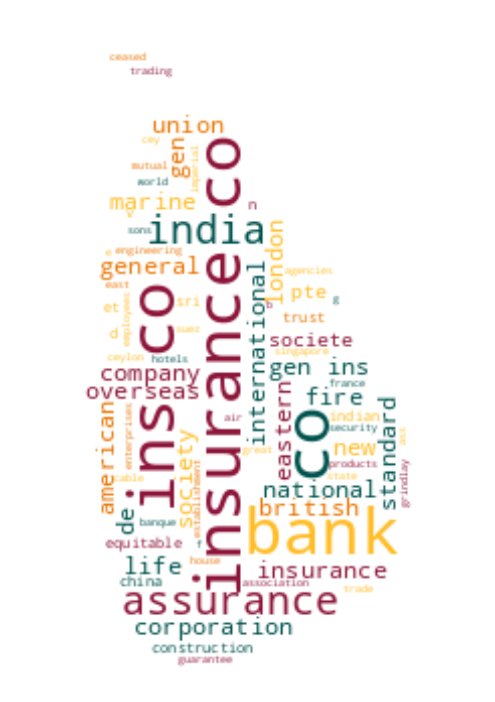 ceased
trading
union
cey
gen
imperial
insurance co
mutual
world
marine
n
sons
india
london
engineering
general
international
agencies
east
ins co
pte
g
et
employees
sri
b
trust
d
suez
societe
singapore
ceylon
hotels
gen ins
company
france
overseas
eastern
fire
standard
american
enterprises
air
co
indian
security
ass
society
great
new
products
grindlay
cable
establishment
state
national
de
banque
british
bank
equitable
f
house
life
insurance
china
association
trade
assurance
corporation
construction
guarantee